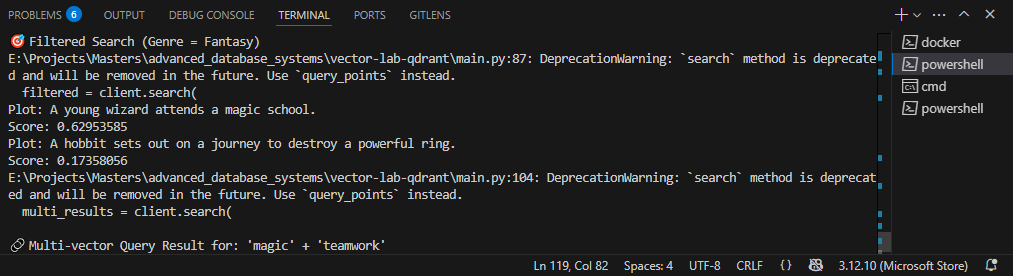 PROBLEMS 6 OUTPUT DEBUG CONSOLE TERMINAL PORTS GITLENS
🎯 Filtered Search (Genre = Fantasy)
E:\Projects\Masters\advanced_database_systems\vector-lab-qdrant\main.py:87: DeprecationWarning: `search` method is deprecate
d and will be removed in the future. Use `query_points` instead.
  filtered = client.search(
Plot: A young wizard attends a magic school.
Score: 0.62953585
Plot: A hobbit sets out on a journey to destroy a powerful ring.
Score: 0.17358056
E:\Projects\Masters\advanced_database_systems\vector-lab-qdrant\main.py:104: DeprecationWarning: `search` method is deprecat
ed and will be removed in the future. Use `query_points` instead.
  multi_results = client.search(
🔗 Multi-vector Query Result for: 'magic' + 'teamwork'
docker
powershell
cmd
powershell
Ln 119, Col 82 Spaces: 4 UTF-8 CRLF { } 3.12.10 (Microsoft Store)